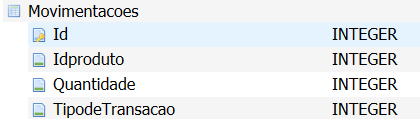 Movimentacoes
Id INTEGER
Idproduto INTEGER
Quantidade INTEGER
TipodeTransacao INTEGER